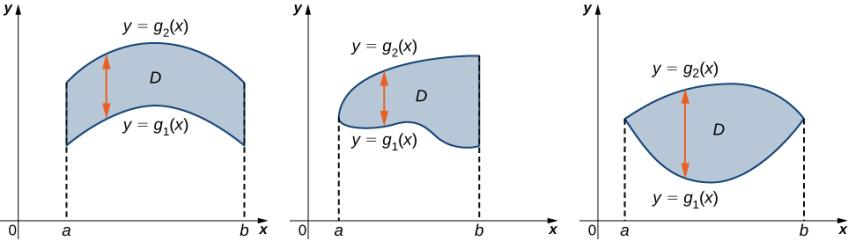 y
y = g₂(x)
D
y = g₁(x)
0
a
b
x
y
y = g₂(x)
D
y = g₁(x)
0
a
b
x
y
y = g₂(x)
D
y = g₁(x)
0
a
b
x